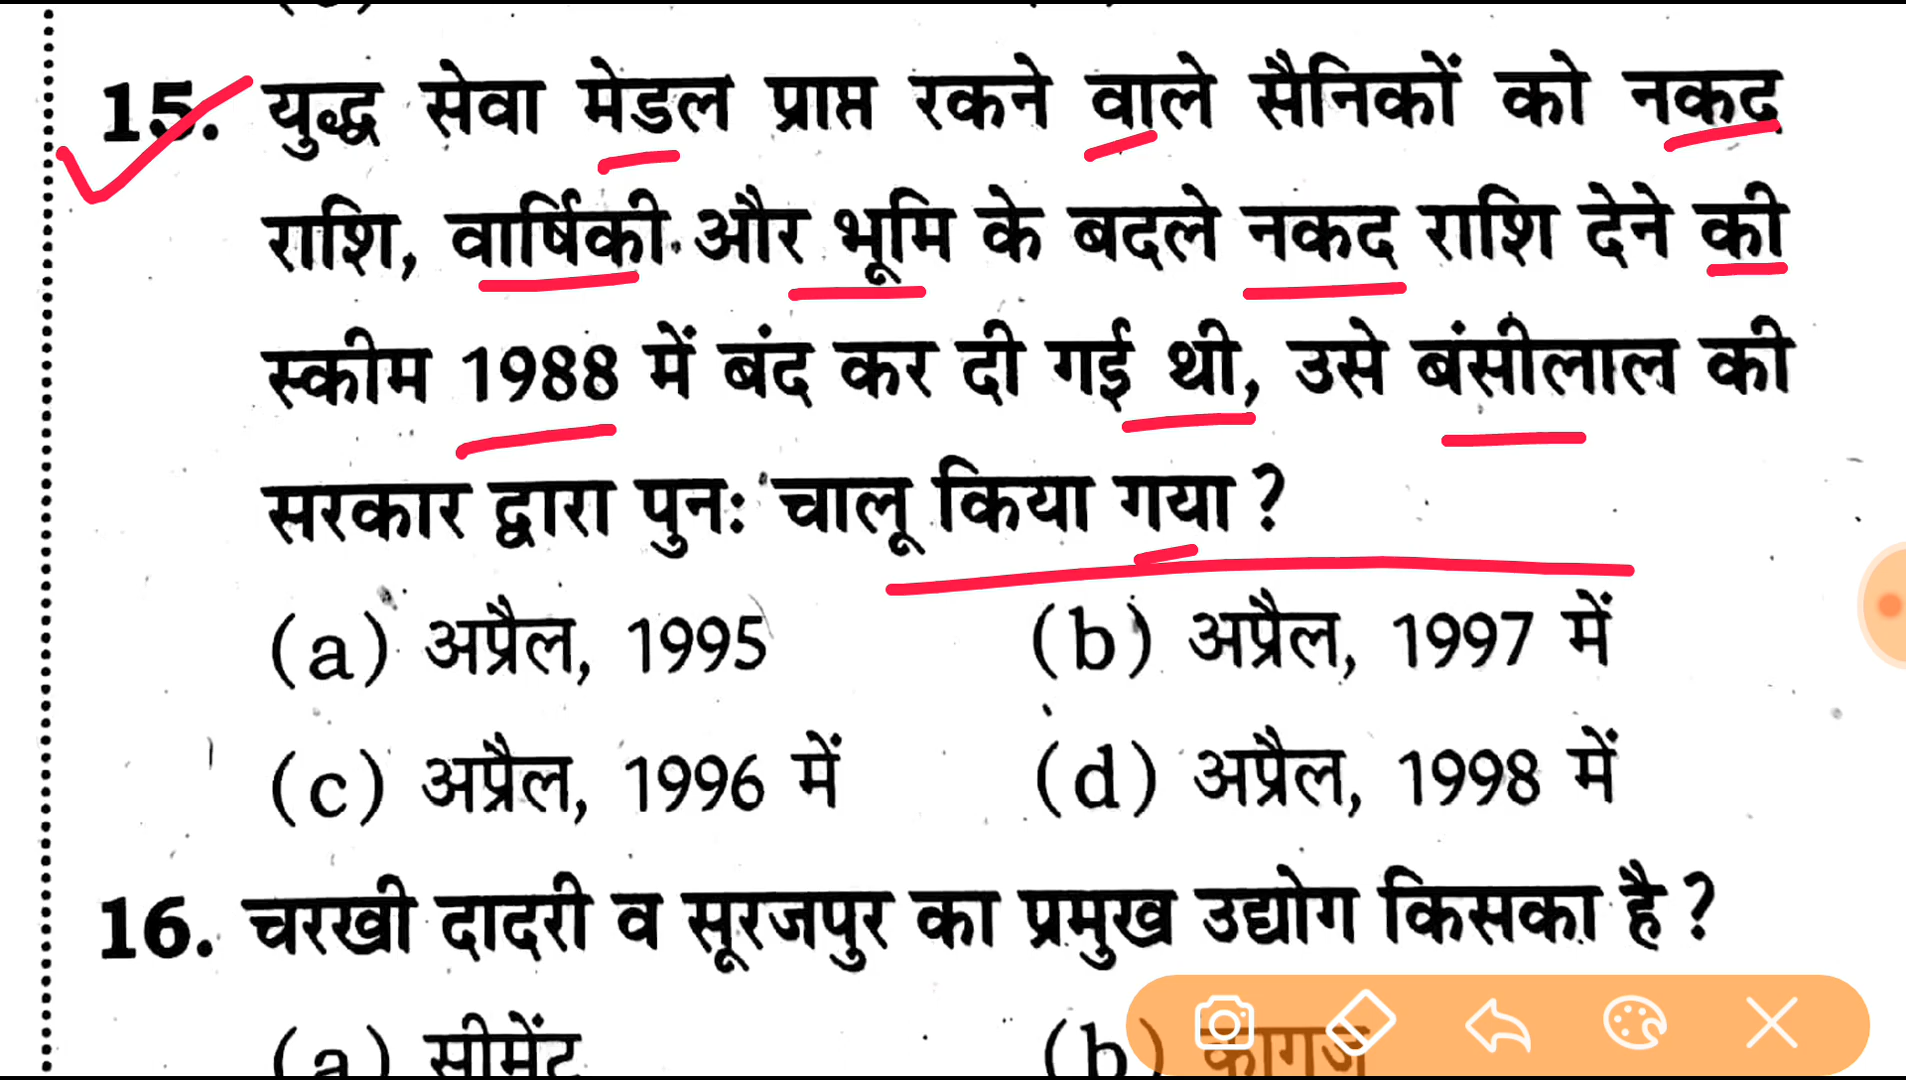 15. युद्ध सेवा मेडल प्राप्त रकने वाले सैनिकों को नकद
राशि, वार्षिकी और भूमि के बदले नकद राशि देने की
स्कीम 1988 में बंद कर दी गई थी, उसे बंसीलाल की
सरकार द्वारा पुनः चालू किया गया ?
(a) अप्रैल, 1995 (b) अप्रैल, 1997 में
(c) अप्रैल, 1996 में (d) अप्रैल, 1998 में
16. चरखी दादरी व सूरजपुर का प्रमुख उद्योग किसका है ?
(a) सीमेंट (b) कागज